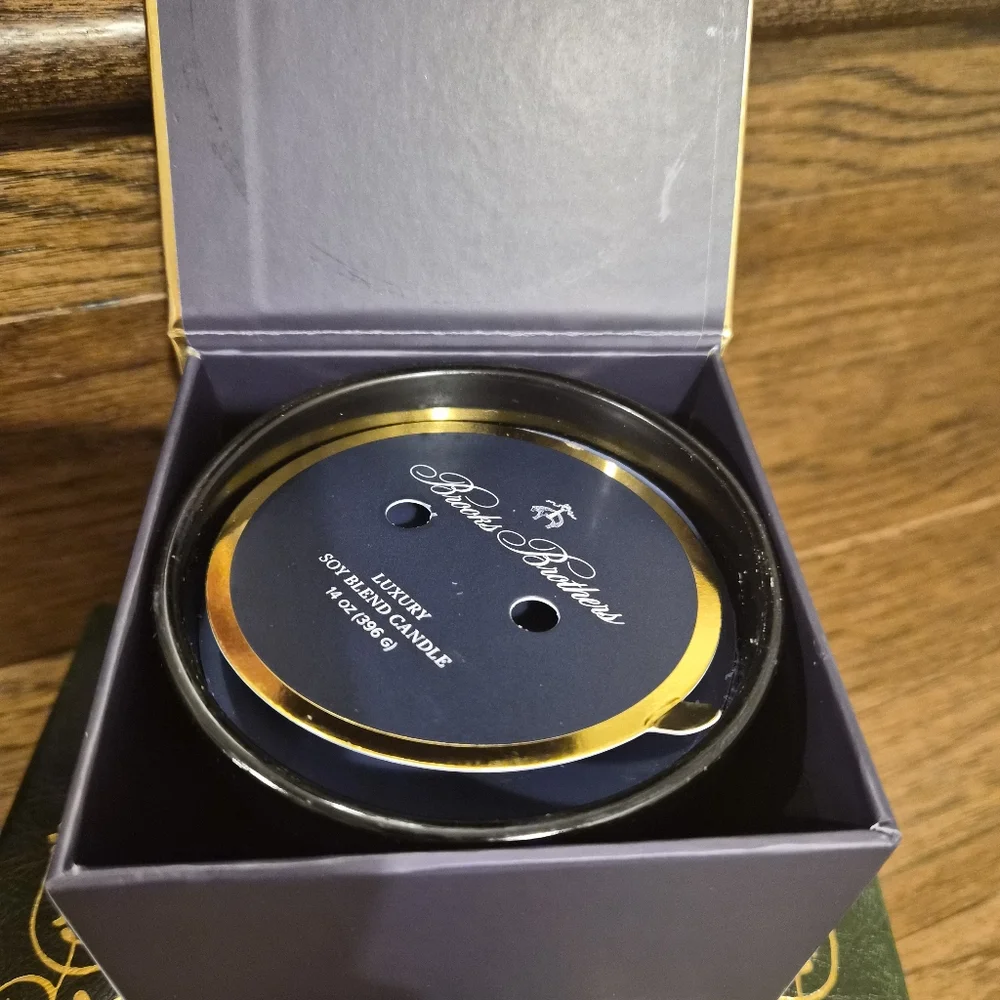 Brooks Brothers
LUXURY
SOY BLEND CANDLE
14 OZ (396 G)